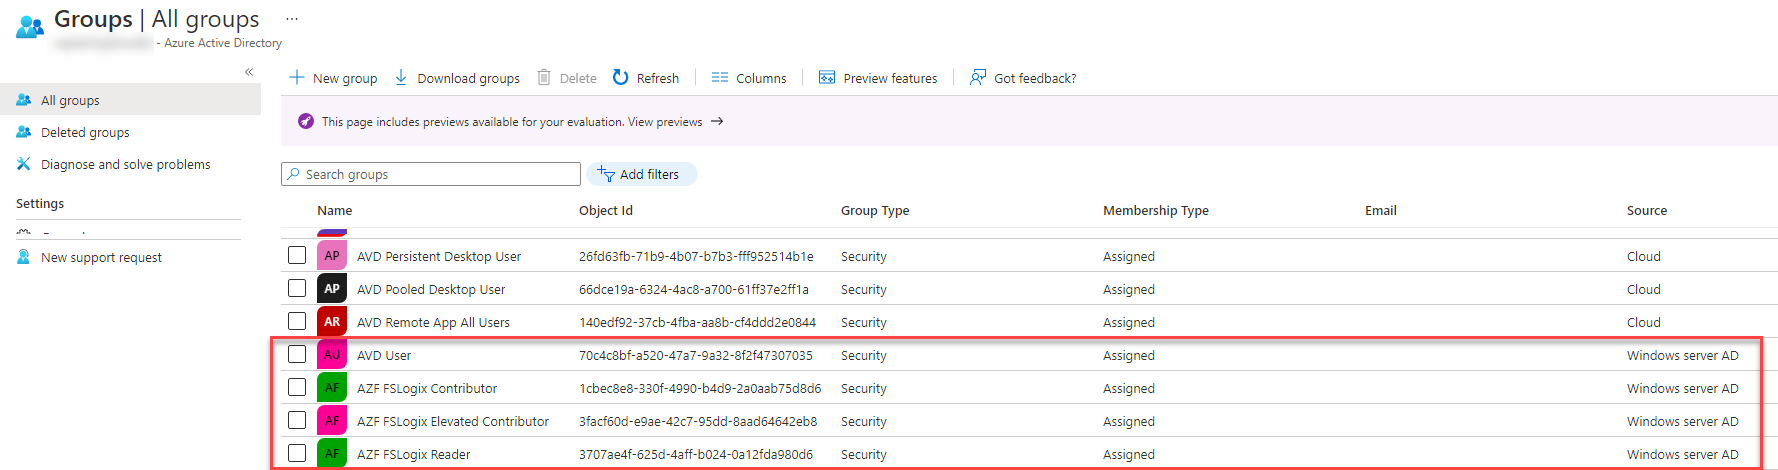 Groups | All groups ...
- Azure Active Directory
«
All groups
Deleted groups
Diagnose and solve problems
Settings
New support request
New group Download groups Delete Refresh Columns Preview features Got feedback?
This page includes previews available for your evaluation. View previews →
Search groups Add filters
Name Object Id Group Type Membership Type Email Source
AP AVD Persistent Desktop User 26fd63fb-71b9-4b07-b7b3-fff952514b1e Security Assigned Cloud
AP AVD Pooled Desktop User 66dce19a-6324-4ac8-a700-61ff37e2ff1a Security Assigned Cloud
AR AVD Remote App All Users 140edf92-37cb-4fba-aa8b-cf4ddd2e0844 Security Assigned Cloud
AU AVD User 70c4c8bf-a520-47a7-9a32-8f2f47307035 Security Assigned Windows server AD
AF AZF FSLogix Contributor 1cbec8e8-330f-4990-b4d9-2a0aab75d8d6 Security Assigned Windows server AD
AF AZF FSLogix Elevated Contributor 3facf60d-e9ae-42c7-95dd-8aad64642eb8 Security Assigned Windows server AD
AF AZF FSLogix Reader 3707ae4f-625d-4aff-b024-0a12fda980d6 Security Assigned Windows server AD